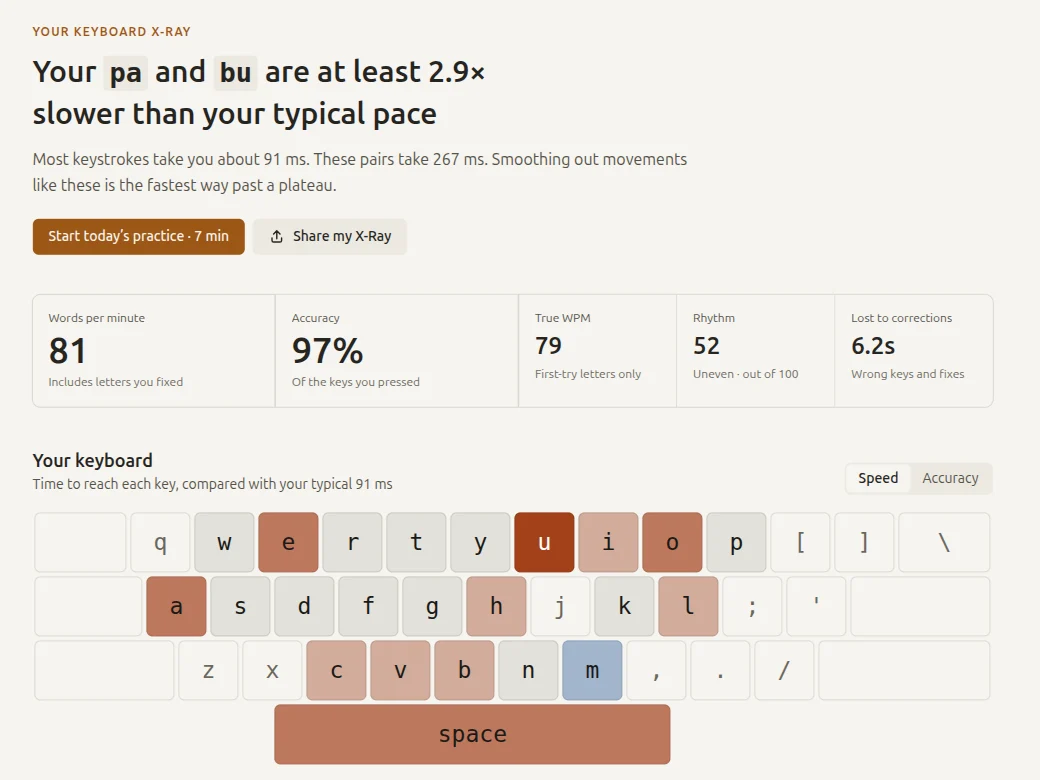 YOUR KEYBOARD X-RAY
Your pa and bu are at least 2.9×
slower than your typical pace
Most keystrokes take you about 91 ms. These pairs take 267 ms. Smoothing out movements
like these is the fastest way past a plateau.
Start today's practice · 7 min
Share my X-Ray
Words per minute
81
Includes letters you fixed
Accuracy
97%
Of the keys you pressed
True WPM
79
First-try letters only
Rhythm
52
Uneven · out of 100
Lost to corrections
6.2s
Wrong keys and fixes
Your keyboard
Time to reach each key, compared with your typical 91 ms
Speed Accuracy
q w e r t y u i o p [ ] \
a s d f g h j k l ; '
z x c v b n m , . /
space